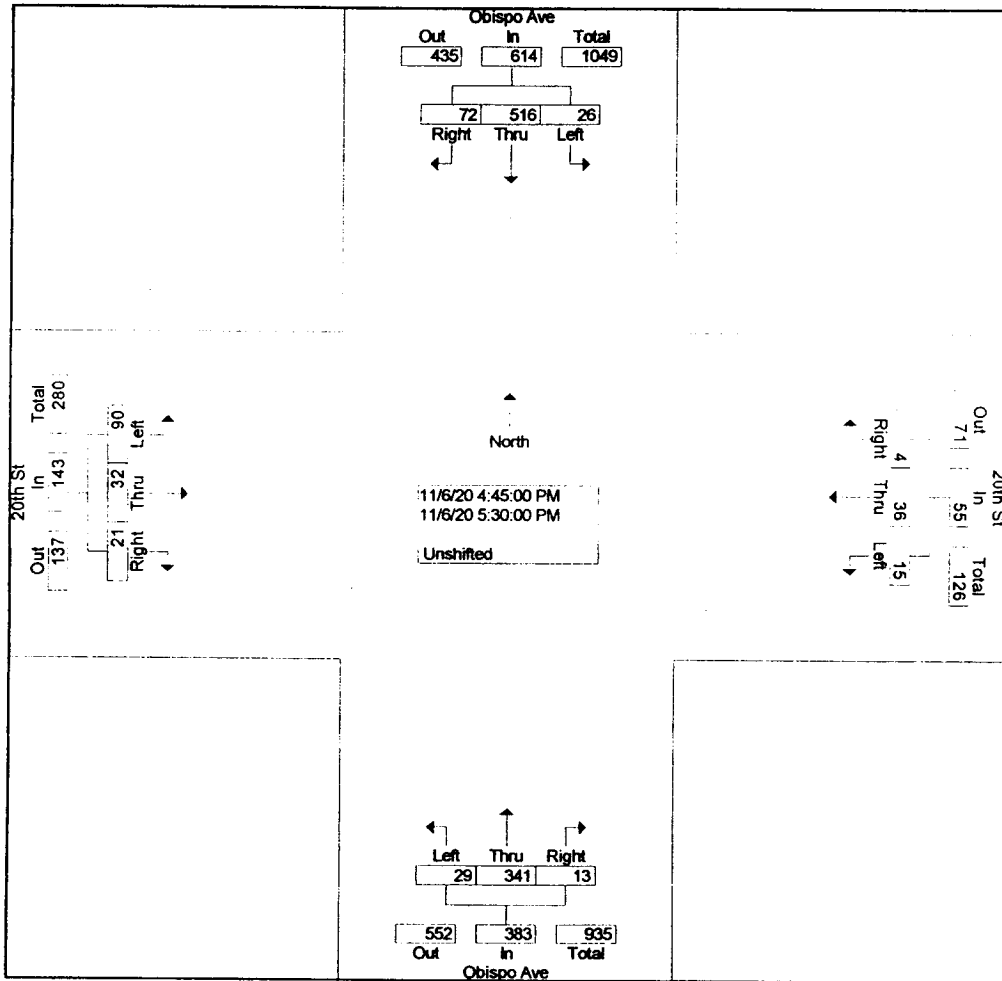 Obispo Ave
Out In Total
435 614 1049
72 516 26
Right Thru Left
20th St
Out In Total
137 143 280
21 32 90
Right Thru Left
North
11/6/20 4:45:00 PM
11/6/20 5:30:00 PM
Unshifted
Right Thru Left
4 36 15
Out In Total
71 55 126
20th St
Left Thru Right
29 341 13
552 383 935
Out In Total
Obispo Ave